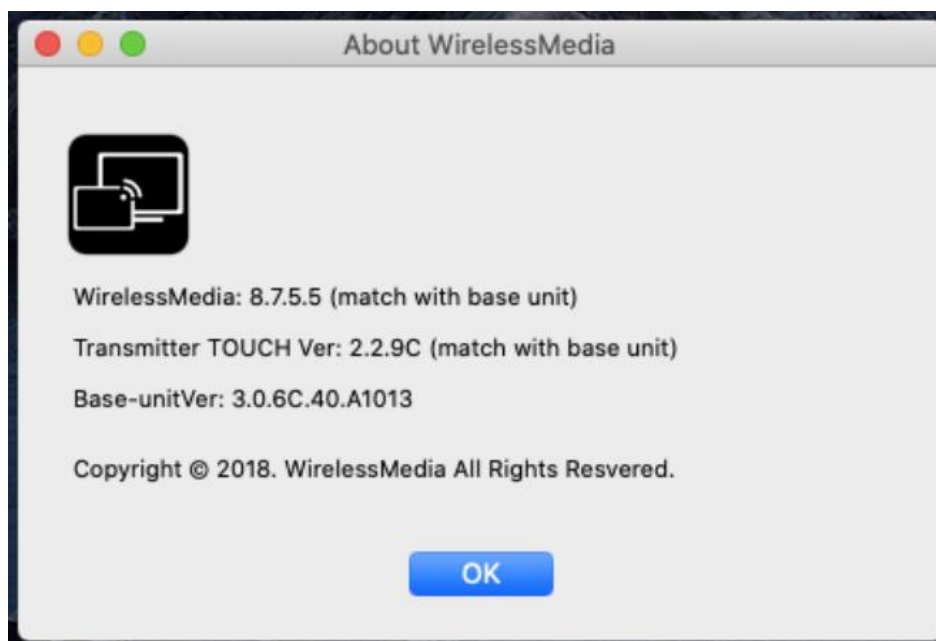 About WirelessMedia
WirelessMedia: 8.7.5.5 (match with base unit)
Transmitter TOUCH Ver: 2.2.9C (match with base unit)
Base-unitVer: 3.0.6C.40.A1013
Copyright © 2018. WirelessMedia All Rights Resvered.
OK